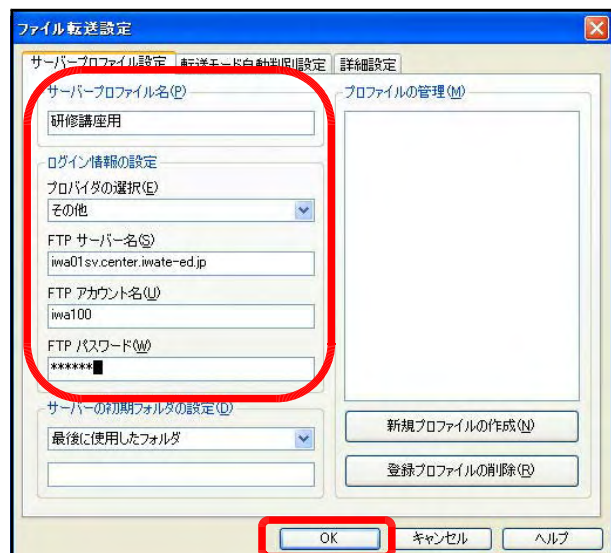 ファイル転送設定
サーバープロファイル設定 転送モード自動判別設定 詳細設定
サーバープロファイル名(P)
研修講座用
ログイン情報の設定
プロバイダの選択(E)
その他
FTP サーバー名(S)
iwa01sv.center.iwate-ed.jp
FTP アカウント名(U)
iwa100
FTP パスワード(W)
******
サーバーの初期フォルダの設定(D)
最後に使用したフォルダ
プロファイルの管理(M)
新規プロファイルの作成(N)
登録プロファイルの削除(R)
OK キャンセル ヘルプ